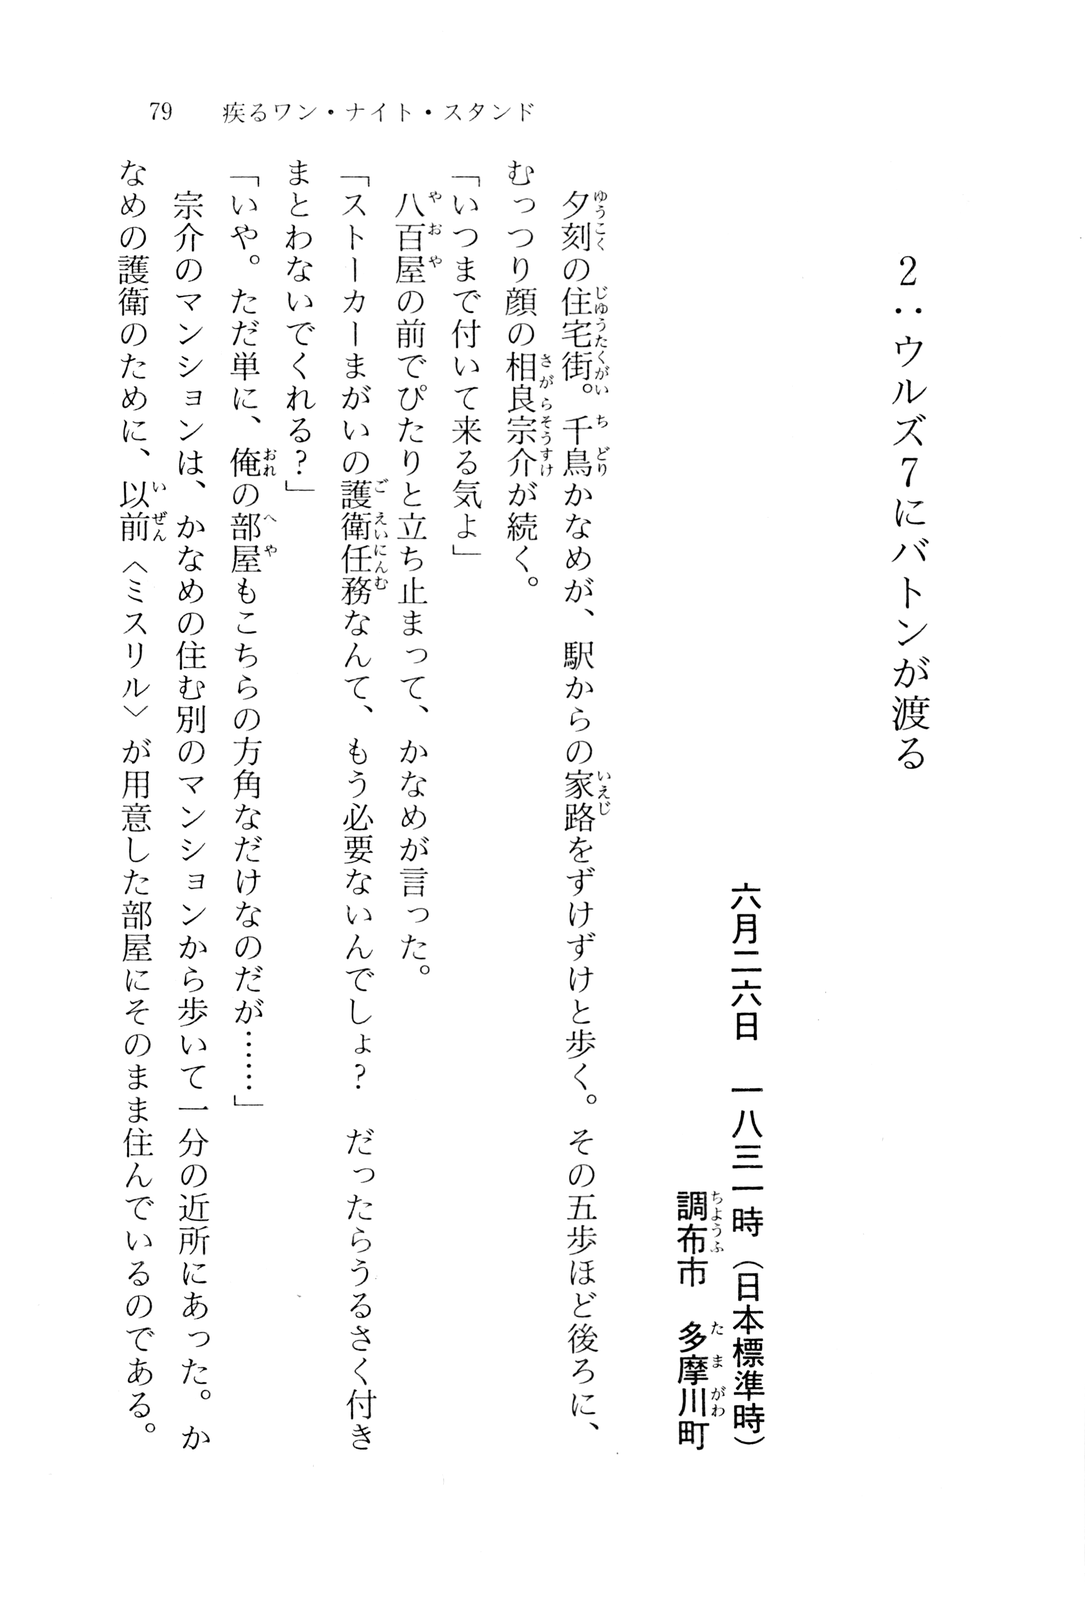 79　疾るワン・ナイト・スタンド
2：ウルズ7にバトンが渡る
六月二六日　一八三一時（日本標準時）
調布市　多摩川町
夕刻の住宅街。千鳥かなめが、駅からの家路をずけずけと歩く。その五歩ほど後ろに、
むっつり顔の相良宗介が続く。
「いつまで付いて来る気よ」
八百屋の前でぴたりと立ち止まって、かなめが言った。
「ストーカーまがいの護衛任務なんて、もう必要ないんでしょ？　だったらうるさく付き
まとわないでくれる？」
「いや。ただ単に、俺の部屋もこちらの方角なだけなのだが……」
宗介のマンションは、かなめの住む別のマンションから歩いて一分の近所にあった。か
なめの護衛のために、以前〈ミスリル〉が用意した部屋にそのまま住んでいるのである。